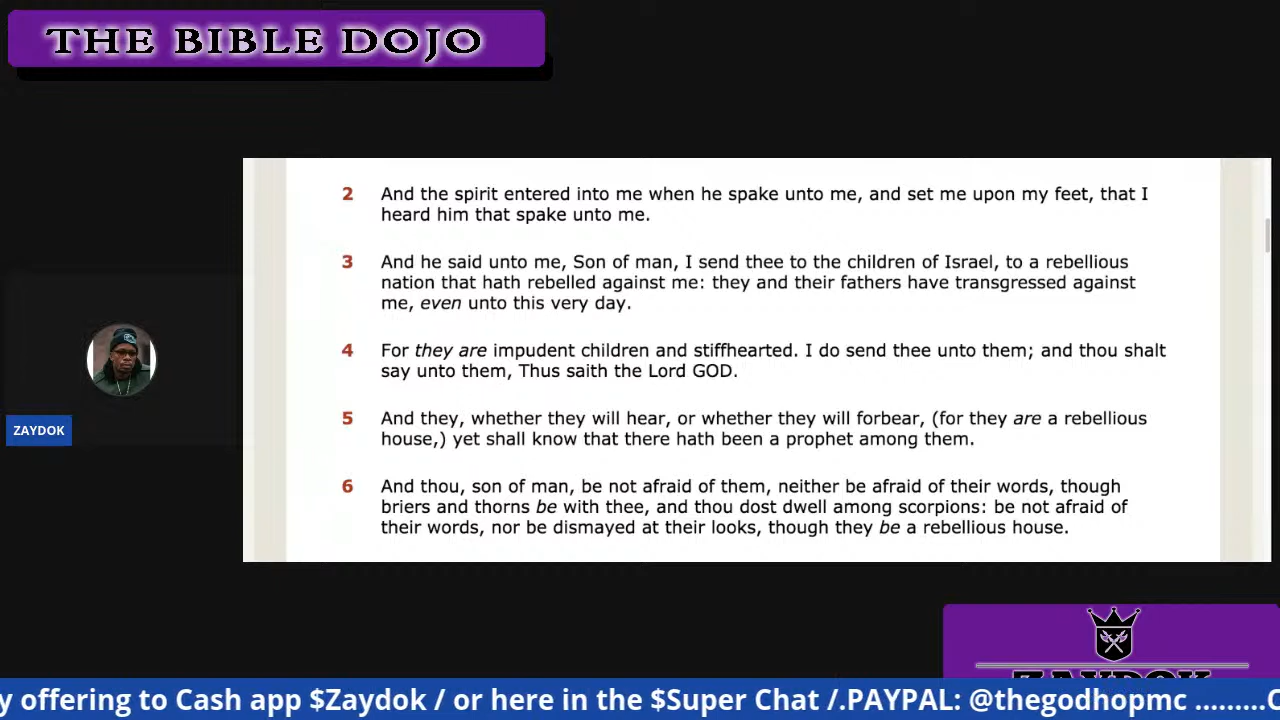 THE BIBLE DOJO
2 And the spirit entered into me when he spake unto me, and set me upon my feet, that I
heard him that spake unto me.
3 And he said unto me, Son of man, I send thee to the children of Israel, to a rebellious
nation that hath rebelled against me: they and their fathers have transgressed against
me, even unto this very day.
4 For they are impudent children and stiffhearted. I do send thee unto them; and thou shalt
say unto them, Thus saith the Lord GOD.
5 And they, whether they will hear, or whether they will forbear, (for they are a rebellious
house,) yet shall know that there hath been a prophet among them.
6 And thou, son of man, be not afraid of them, neither be afraid of their words, though
briers and thorns be with thee, and thou dost dwell among scorpions: be not afraid of
their words, nor be dismayed at their looks, though they be a rebellious house.
ZAYDOK
ZAYDOK
y offering to Cash app $Zaydok / or here in the $Super Chat /.PAYPAL: @thegodhopmc .........C